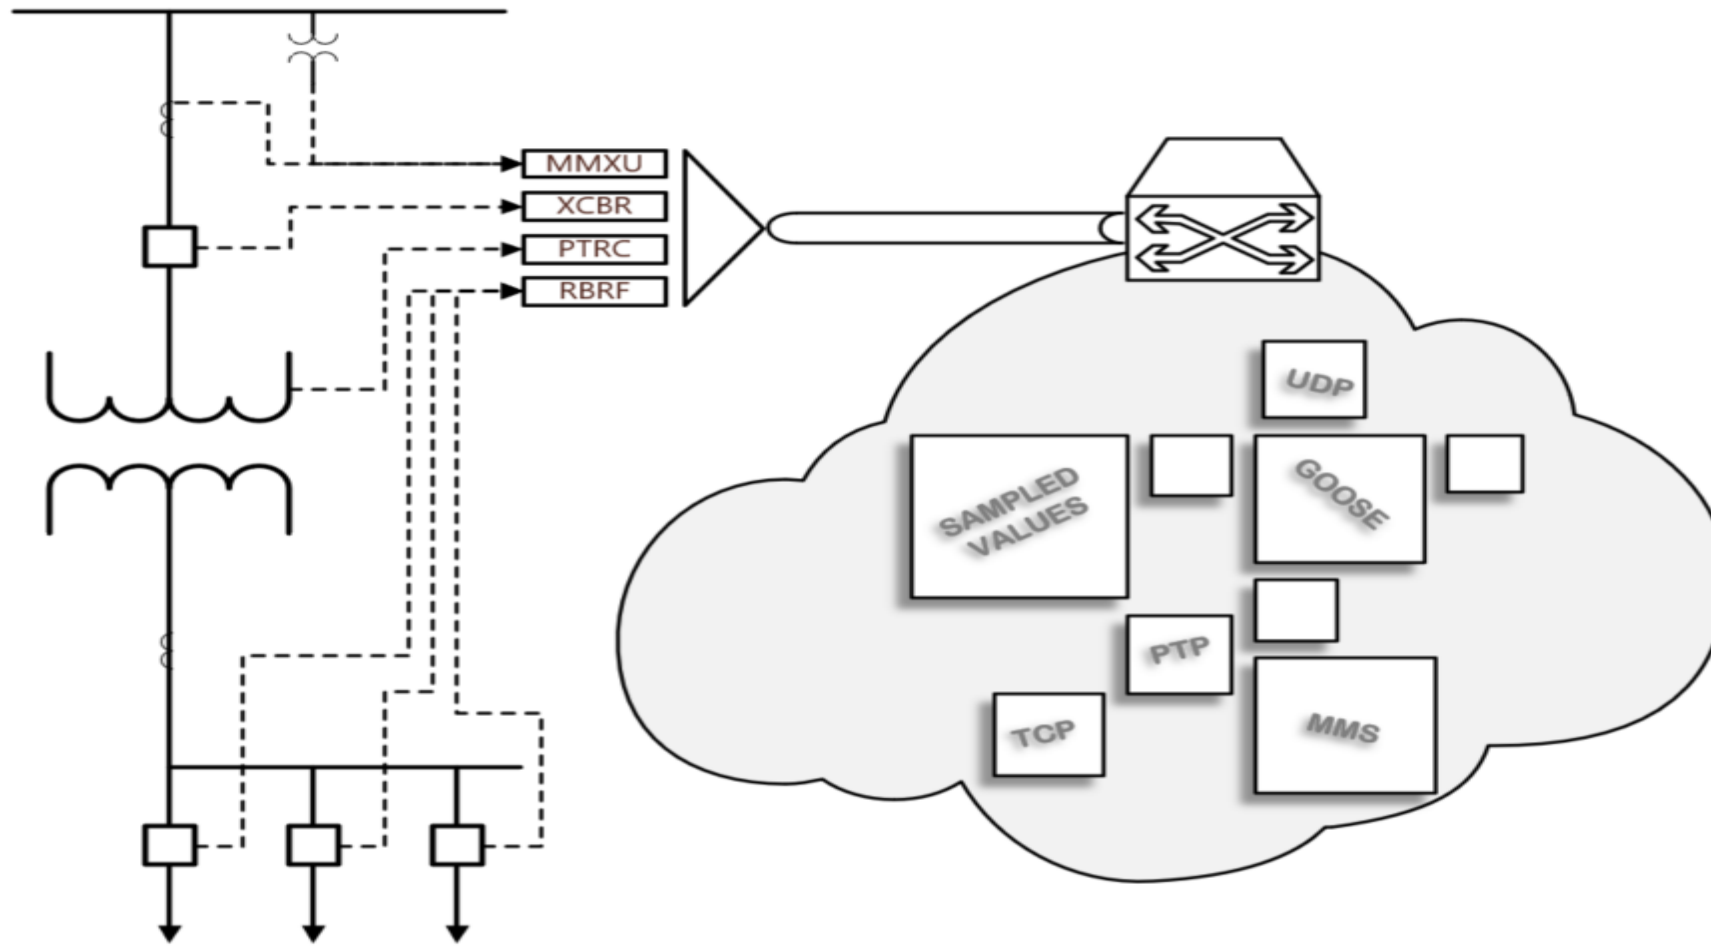 MMXU
XCBR
PTRC
RBRF
UDP
SAMPLED
VALUES
GOOSE
PTP
TCP
MMS